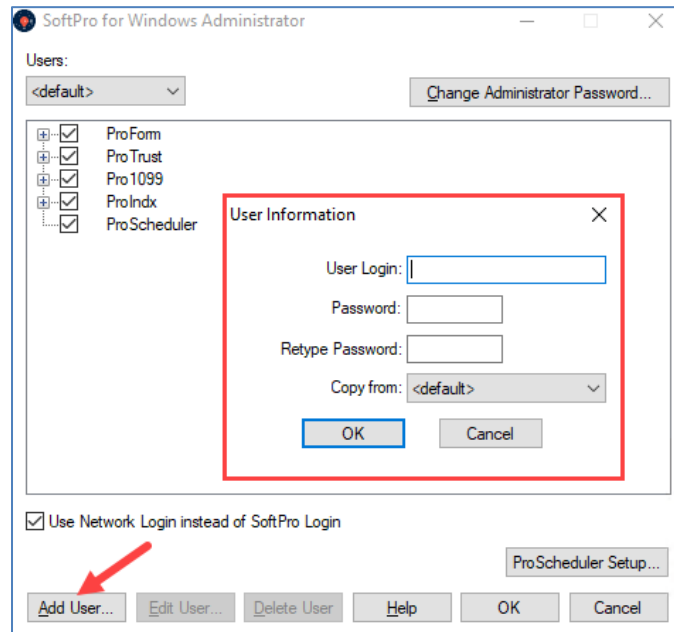 SoftPro for Windows Administrator
Users:
<default>
Change Administrator Password...
ProForm
ProTrust
Pro1099
ProIndx
ProScheduler
User Information
User Login:
Password:
Retype Password:
Copy from: <default>
OK Cancel
Use Network Login instead of SoftPro Login
ProScheduler Setup...
Add User... Edit User... Delete User Help OK Cancel